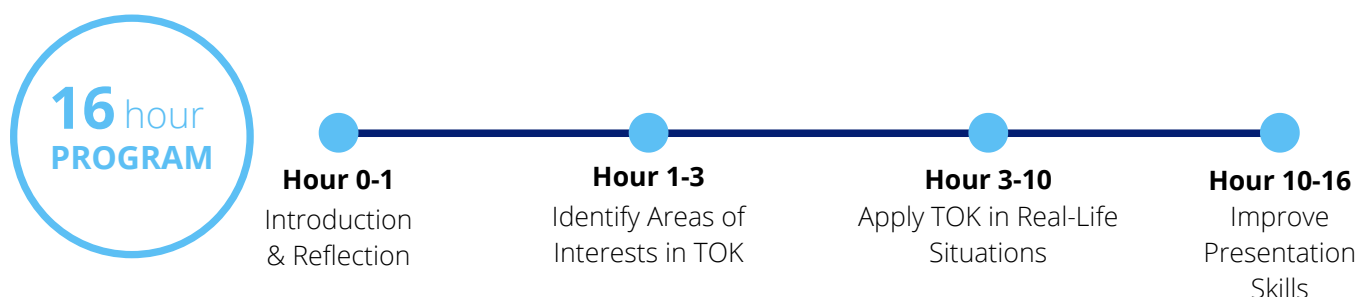 16 hour
PROGRAM
Hour 0-1
Introduction
& Reflection
Hour 1-3
Identify Areas of
Interests in TOK
Hour 3-10
Apply TOK in Real-Life
Situations
Hour 10-16
Improve
Presentation
Skills